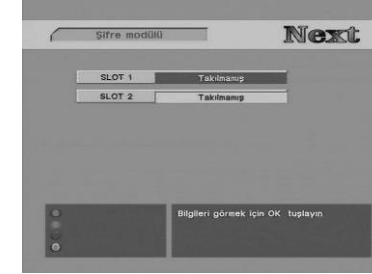 Şifre modülü
Next
SLOT 1 Takılmamış
SLOT 2 Takılmamış
Bilgileri görmek için OK tuşlayın